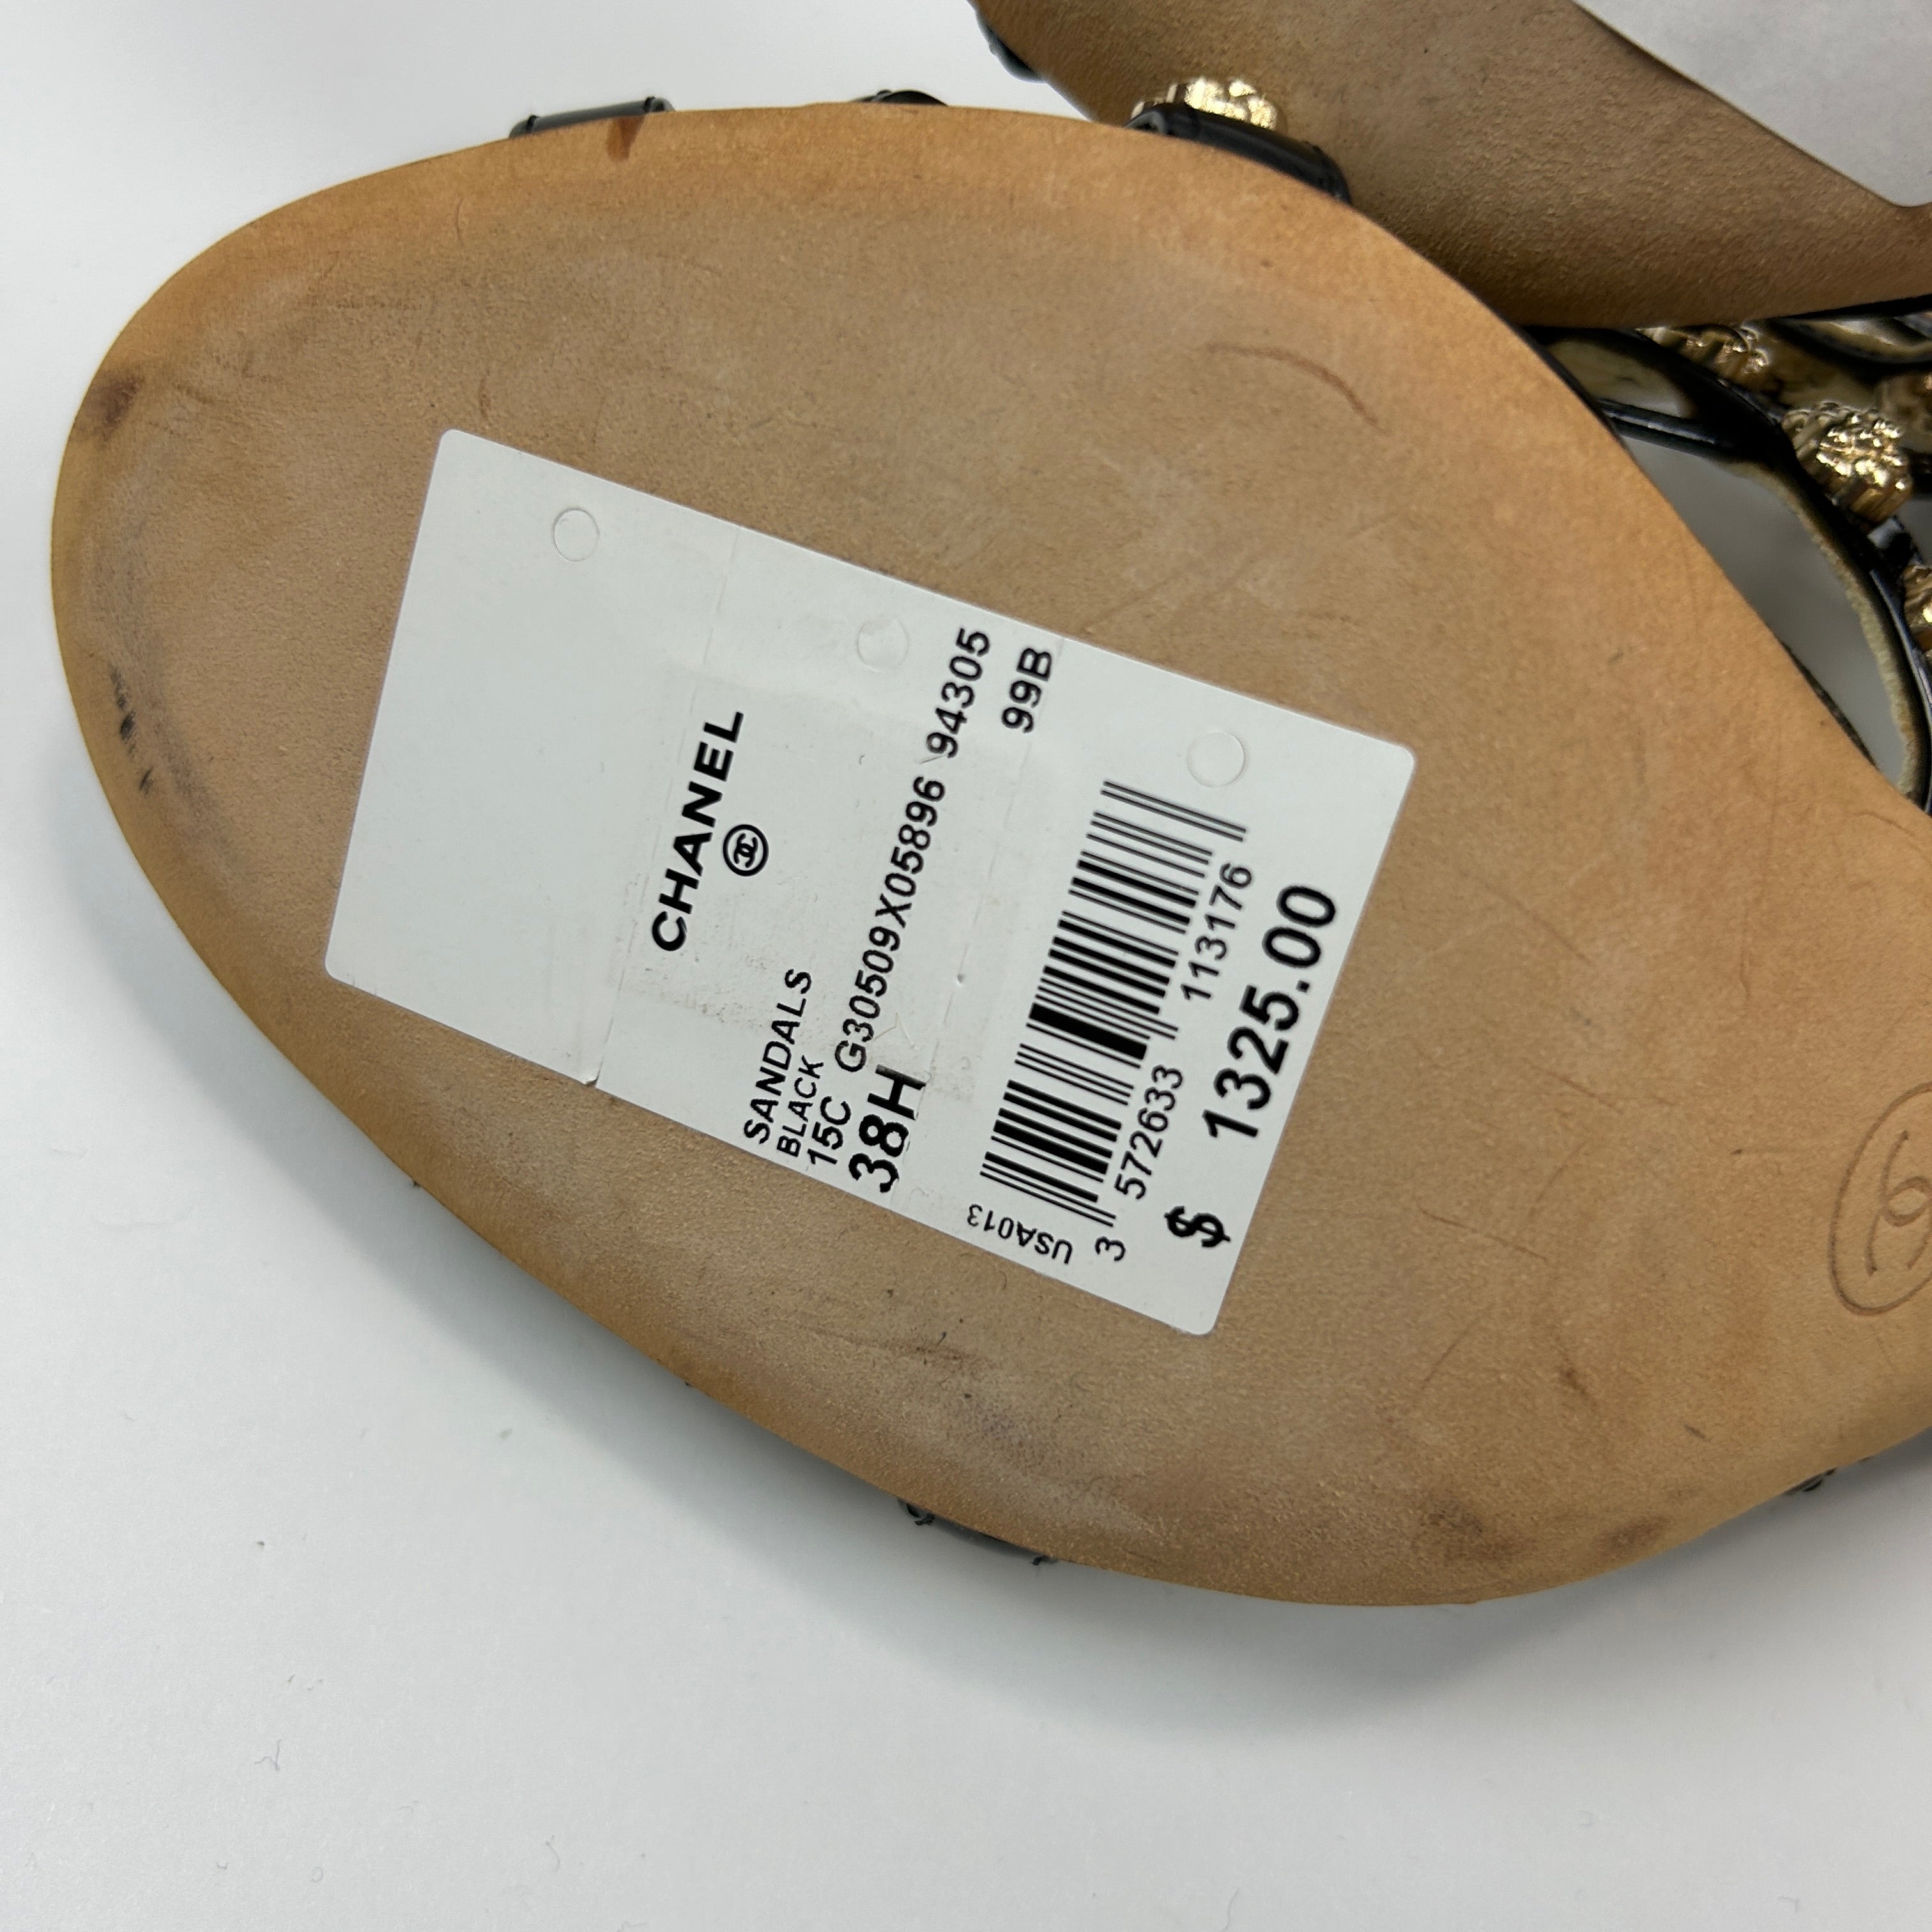 CHANEL
SANDALS
BLACK
15C G30509X05896 94305
38H 99B
USA013
3 572633 113176
$ 1325.00